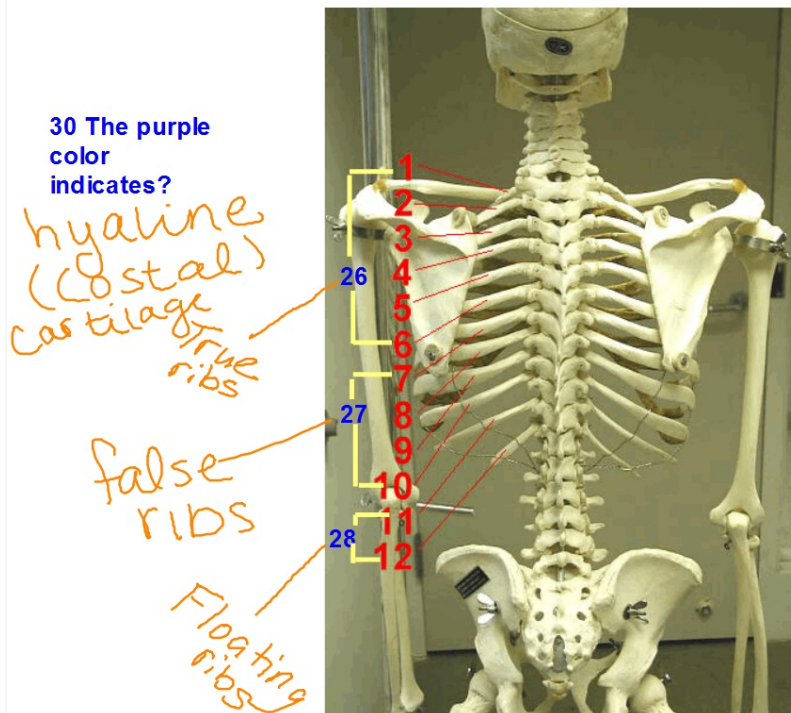 30 The purple
color
indicates?
hyaline
(costal)
cartilage
True
ribs
false
ribs
Floating
ribs
26
27
28
1
2
3
4
5
6
7
8
9
10
11
12